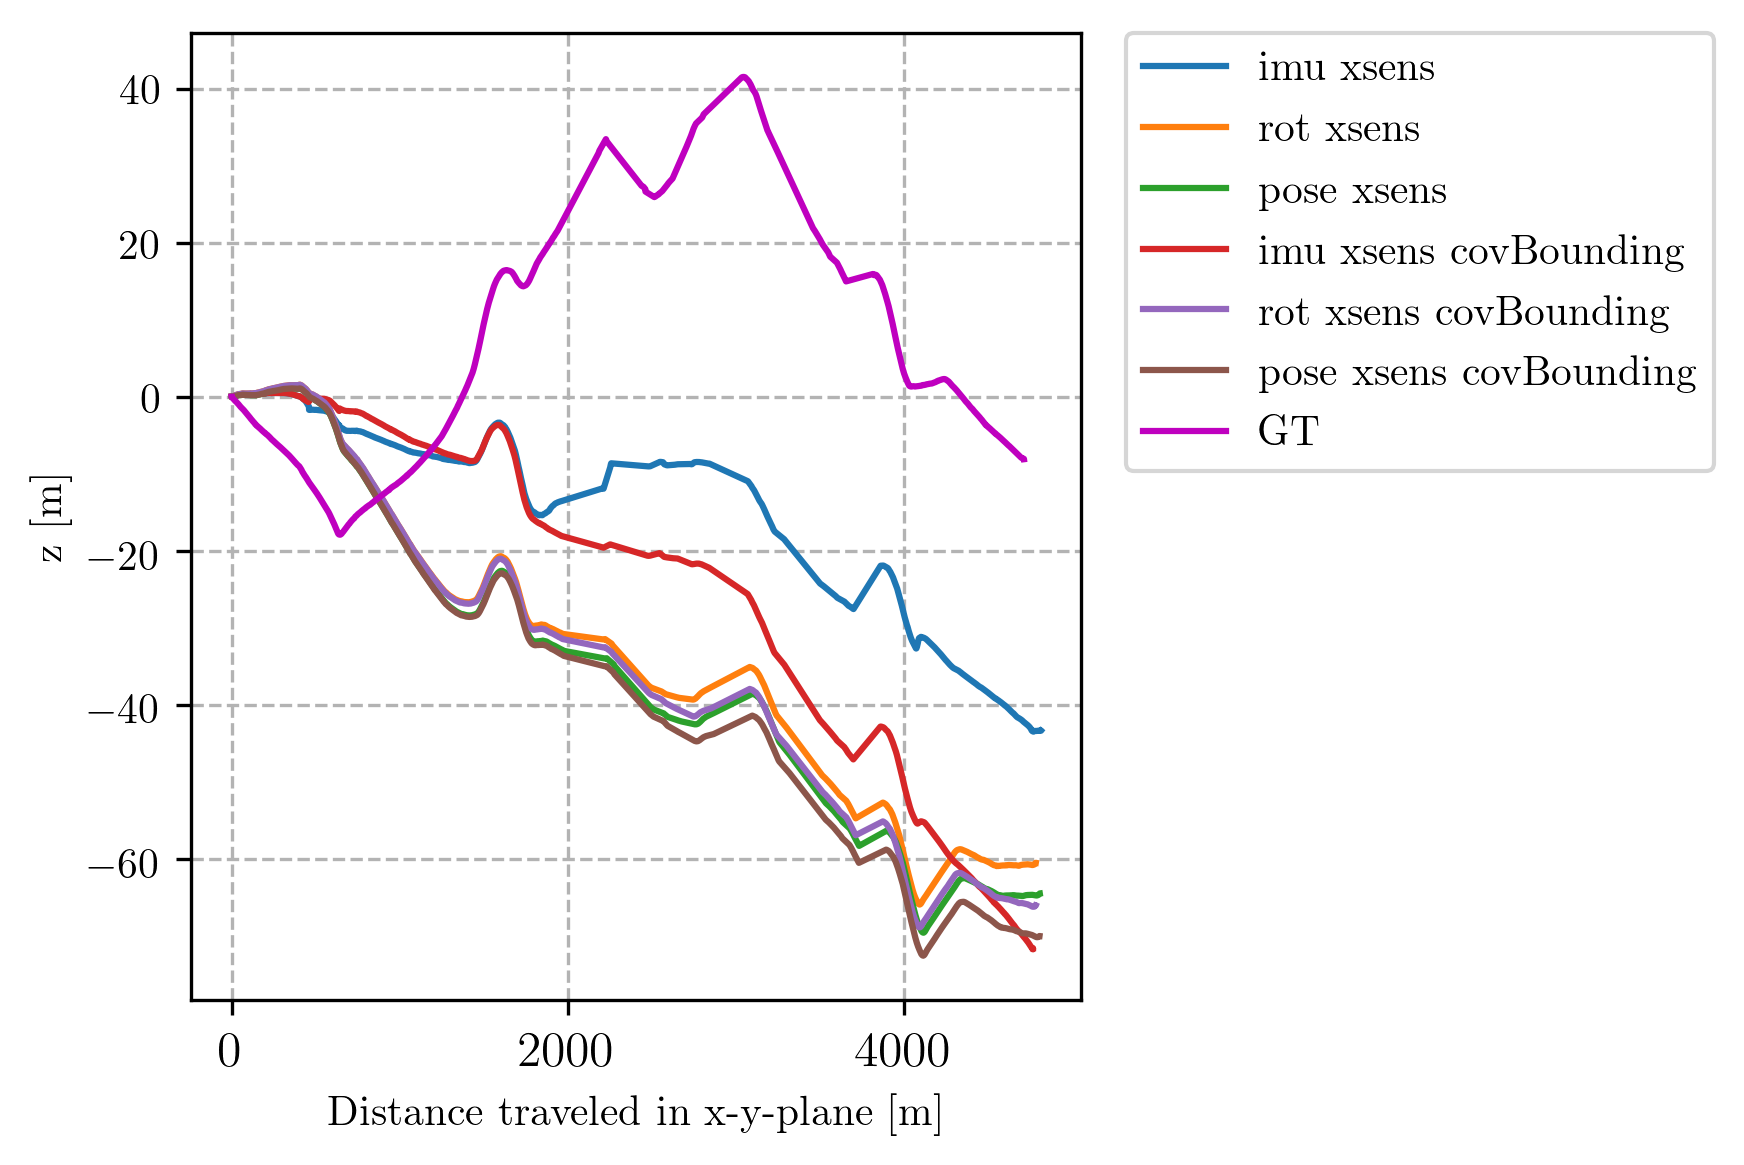 40
20
0
−20
−40
−60
z [m]
0 2000 4000
Distance traveled in x-y-plane [m]
imu xsens
rot xsens
pose xsens
imu xsens covBounding
rot xsens covBounding
pose xsens covBounding
GT